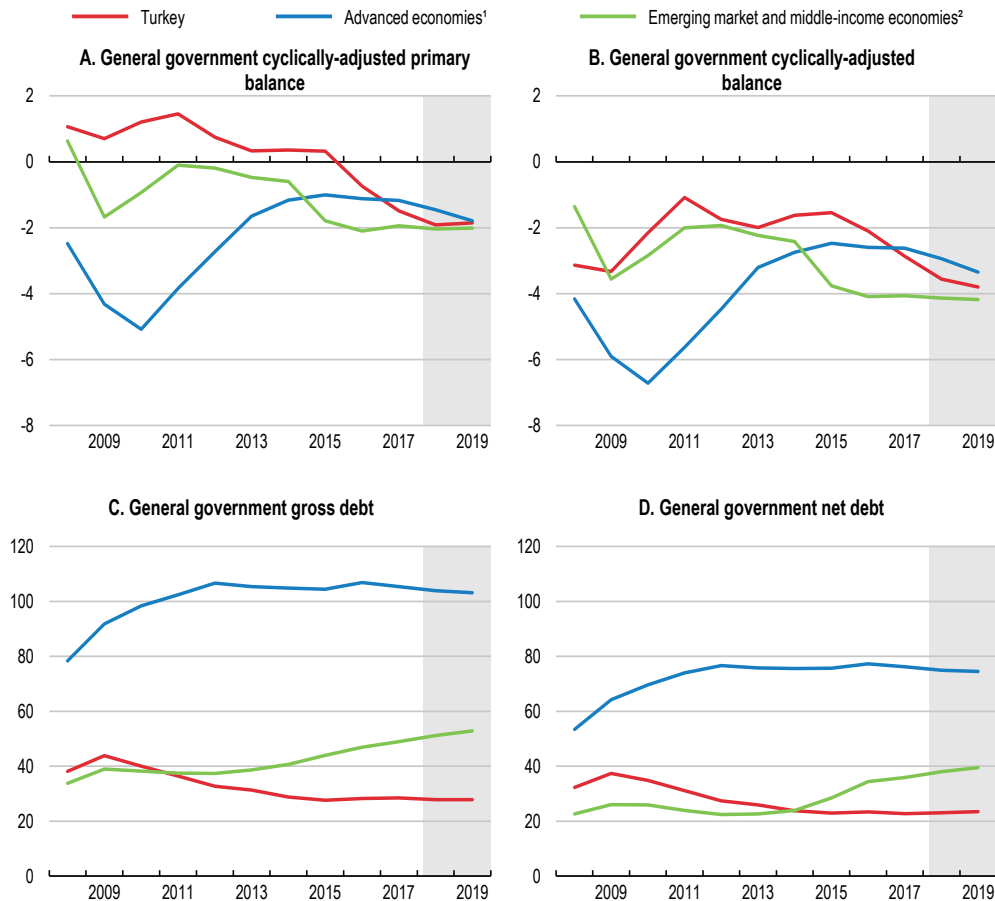 Turkey
Advanced economies¹
Emerging market and middle-income economies²
A. General government cyclically-adjusted primary
balance
2
0
-2
-4
-6
-8
2009 2011 2013 2015 2017 2019
B. General government cyclically-adjusted
balance
2
0
-2
-4
-6
-8
2009 2011 2013 2015 2017 2019
C. General government gross debt
120
100
80
60
40
20
0
2009 2011 2013 2015 2017 2019
D. General government net debt
120
100
80
60
40
20
0
2009 2011 2013 2015 2017 2019